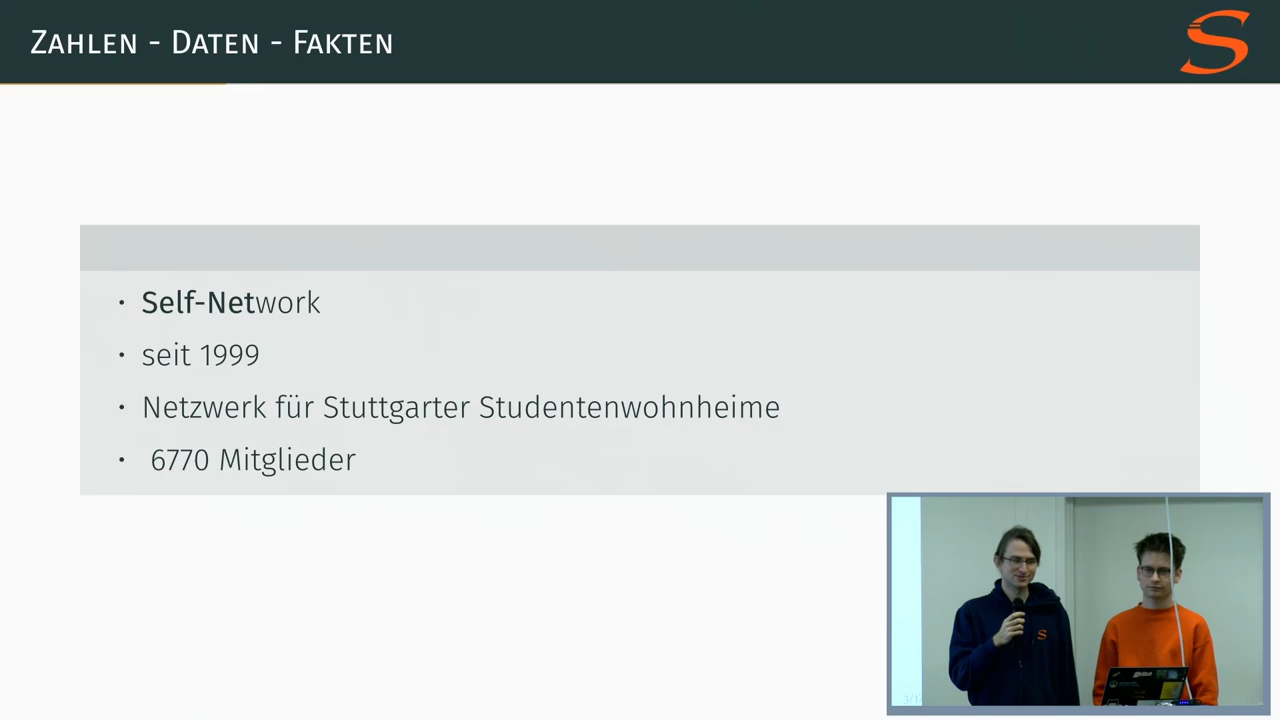 Zahlen - Daten - Fakten
S
• Self-Network
• seit 1999
• Netzwerk für Stuttgarter Studentenwohnheime
• 6770 Mitglieder
S